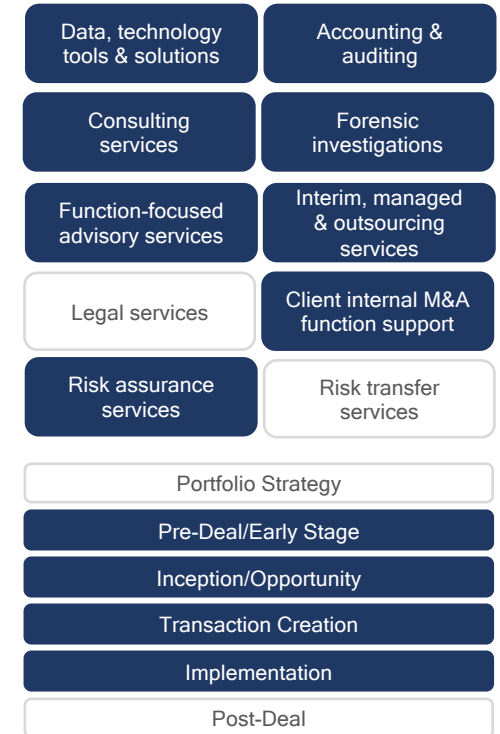 Data, technology
tools & solutions
Accounting &
auditing
Consulting
services
Forensic
investigations
Function-focused
advisory services
Interim, managed
& outsourcing
services
Legal services
Client internal M&A
function support
Risk assurance
services
Risk transfer
services
Portfolio Strategy
Pre-Deal/Early Stage
Inception/Opportunity
Transaction Creation
Implementation
Post-Deal